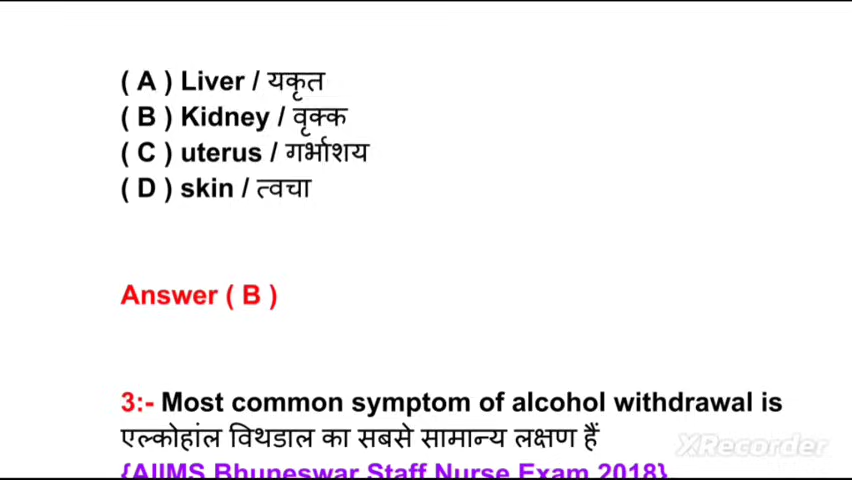 ( A ) Liver / यकृत
( B ) Kidney / वृक्क
( C ) uterus / गर्भाशय
( D ) skin / त्वचा
Answer ( B )
3:- Most common symptom of alcohol withdrawal is
एल्कोहांल विथडाल का सबसे सामान्य लक्षण हैं
XRecorder
{AIIMS Bhuneswar Staff Nurse Exam 2018}